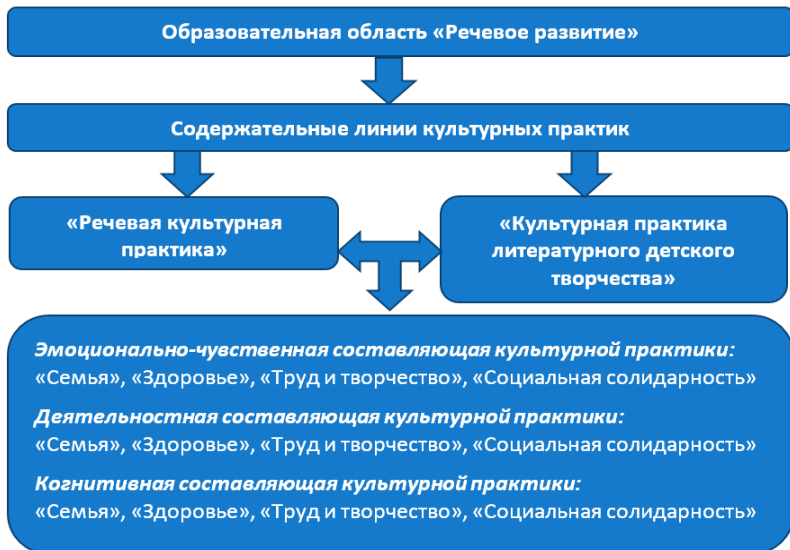 Образовательная область «Речевое развитие»
Содержательные линии культурных практик
«Речевая культурная
практика»
«Культурная практика
литературного детского
творчества»
Эмоционально-чувственная составляющая культурной практики:
«Семья», «Здоровье», «Труд и творчество», «Социальная солидарность»
Деятельностная составляющая культурной практики:
«Семья», «Здоровье», «Труд и творчество», «Социальная солидарность»
Когнитивная составляющая культурной практики:
«Семья», «Здоровье», «Труд и творчество», «Социальная солидарность»